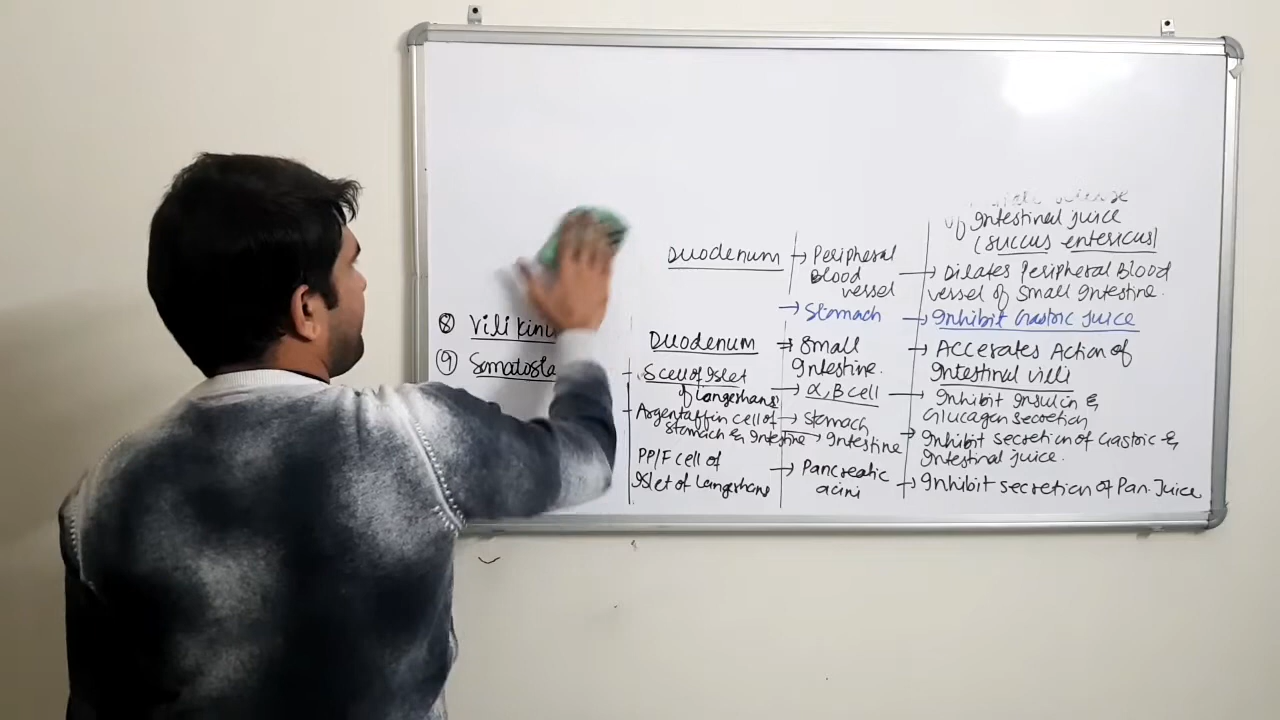 of Intestinal juice
(succus entericus)
Duodenum → Peripheral
Blood
vessel → Dilates Peripheral Blood
vessel of Small Intestine.
→ Stomach → Inhibit Gastric Juice
⑧ Villikin
Duodenum → Small
Intestine. → Accerates Action of
Intestinal villi
⑨ Somatosta
S cell of Islet
of Langerhans → α, B cell → Inhibit Insulin &
Glucagan secretion
Argentaffin cell of
stomach & Intestine → Stomach
→ Intestine → Inhibit secretion of Gastric &
Intestinal juice.
PP/F cell of
Islet of Langerhans → Pancreatic
acini → Inhibit secretion of Pan. Juice